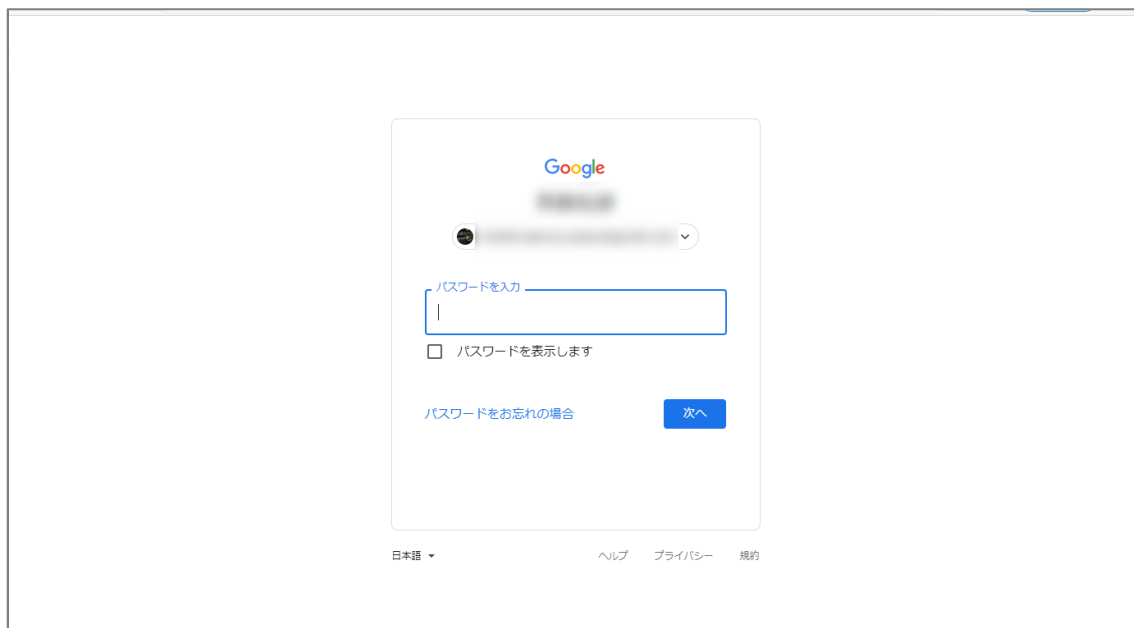 Google
パスワードを入力
パスワードを表示します
パスワードをお忘れの場合
次へ
日本語
ヘルプ プライバシー 規約